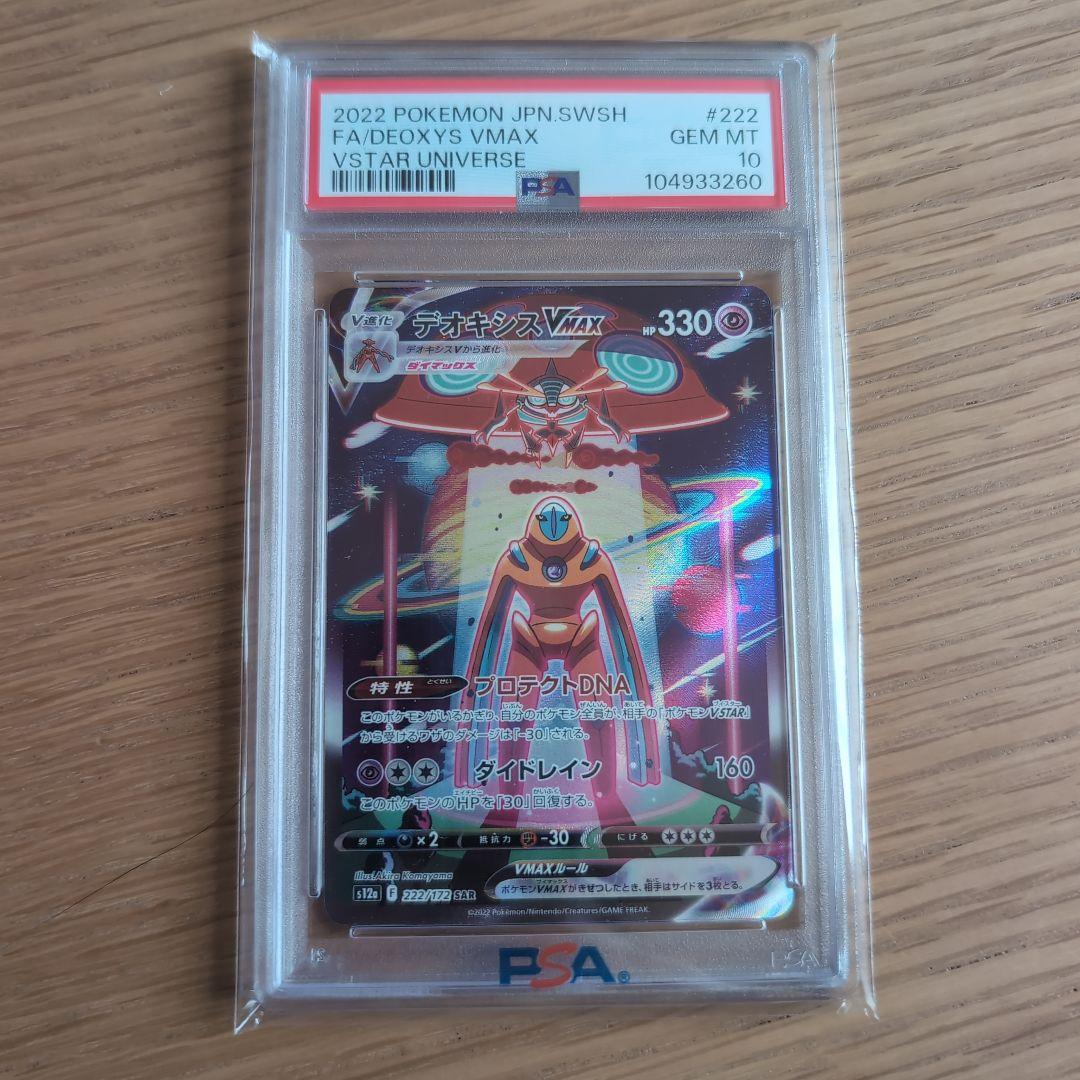 2022 POKEMON JPN.SWSH #222
FA/DEOXYS VMAX GEM MT
VSTAR UNIVERSE 10
PSA 104933260
V進化 デオキシスVMAX HP330
デオキシスVから進化
ダイマックス
特性 とくせい プロテクトDNA
このポケモンがいるかぎり、自分のポケモン全員が、相手の「ポケモンVSTAR」
から受けるワザのダメージは「-30」される。
ダイドレイン 160
このポケモンのHPを「30」回復する。
弱点 ×2 抵抗力 -30 にげる
Illus.Akira Komayama
VMAXルール
ポケモンVMAXがきぜつしたとき、相手はサイドを3枚とる。
s12a F 222/172 SAR
©2022 Pokémon/Nintendo/Creatures/GAME FREAK.
PSA®
PSA